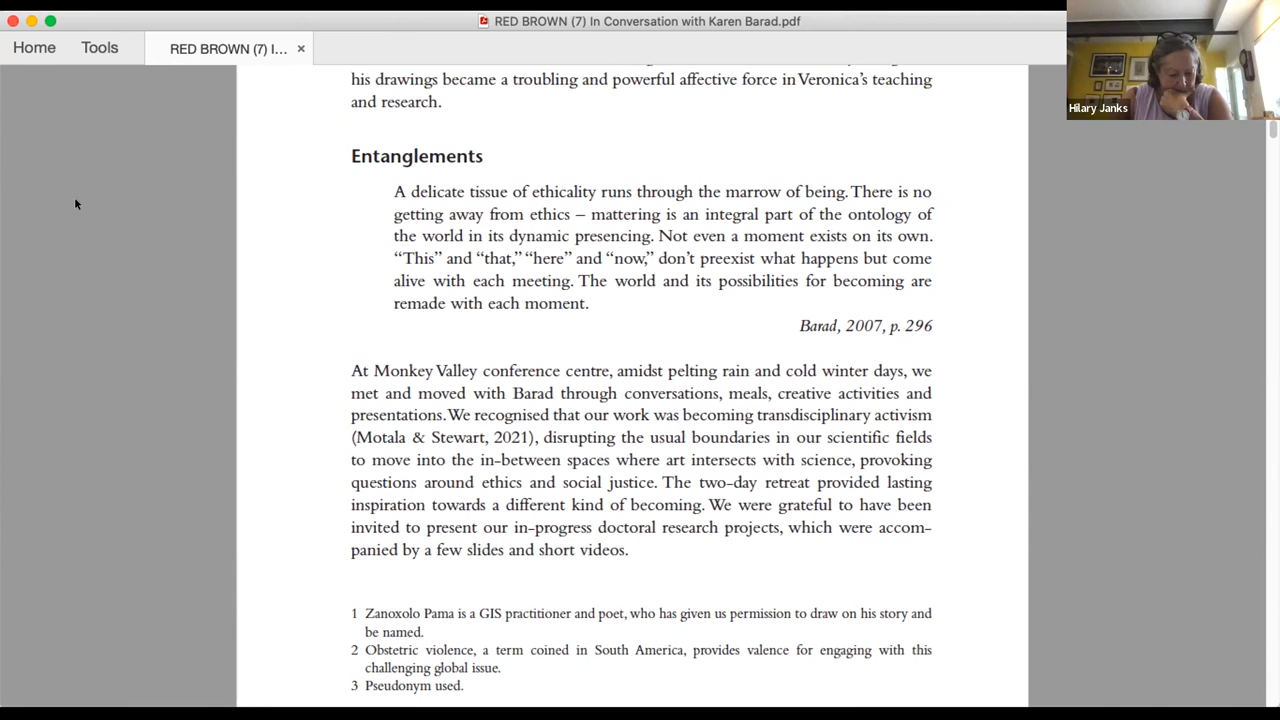 RED BROWN (7) In Conversation with Karen Barad.pdf
Home Tools RED BROWN (7) I... ×
Hilary Janks
his drawings became a troubling and powerful affective force in Veronica's teaching
and research.
Entanglements
A delicate tissue of ethicality runs through the marrow of being. There is no
getting away from ethics – mattering is an integral part of the ontology of
the world in its dynamic presencing. Not even a moment exists on its own.
“This” and “that,” “here” and “now,” don't preexist what happens but come
alive with each meeting. The world and its possibilities for becoming are
remade with each moment.
Barad, 2007, p. 296
At Monkey Valley conference centre, amidst pelting rain and cold winter days, we
met and moved with Barad through conversations, meals, creative activities and
presentations. We recognised that our work was becoming transdisciplinary activism
(Motala & Stewart, 2021), disrupting the usual boundaries in our scientific fields
to move into the in-between spaces where art intersects with science, provoking
questions around ethics and social justice. The two-day retreat provided lasting
inspiration towards a different kind of becoming. We were grateful to have been
invited to present our in-progress doctoral research projects, which were accom-
panied by a few slides and short videos.
1 Zanoxolo Pama is a GIS practitioner and poet, who has given us permission to draw on his story and
be named.
2 Obstetric violence, a term coined in South America, provides valence for engaging with this
challenging global issue.
3 Pseudonym used.